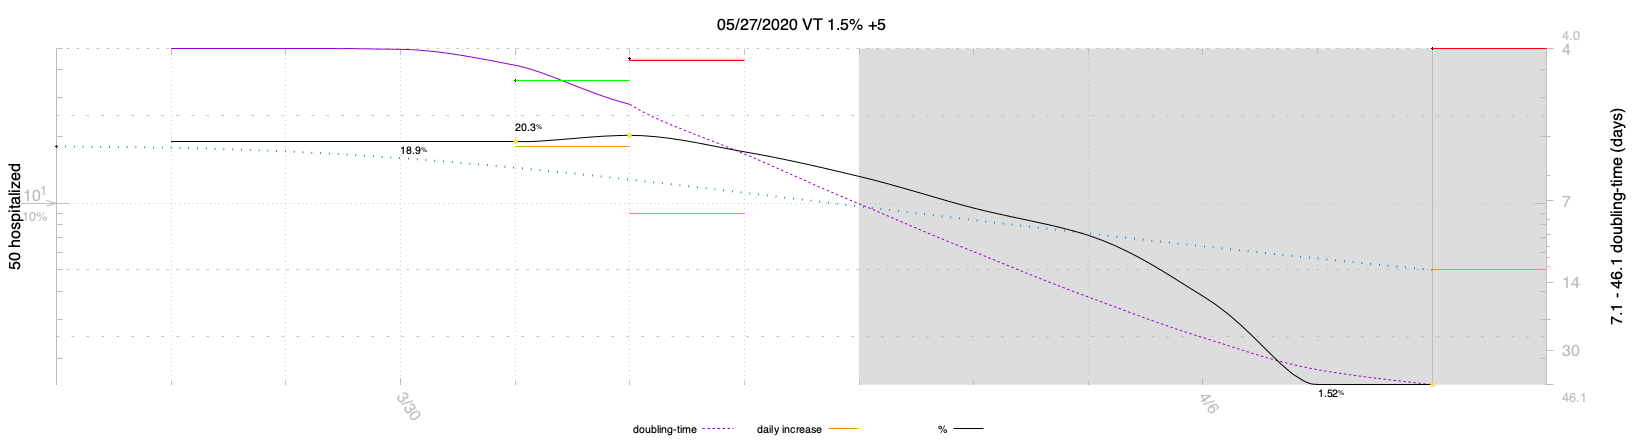 05/27/2020 VT 1.5% +5
4.0
4
20.3%
18.9%
50 hospitalized
10¹
10%
7
14
30
46.1
7.1 - 46.1 doubling-time (days)
1.52%
3/30
4/6
doubling-time
daily increase
%